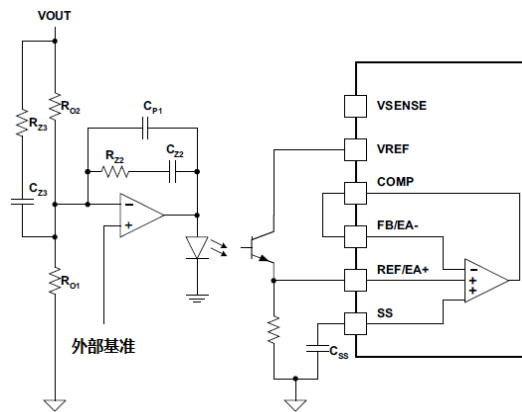 VOUT
RZ3
RO2
CP1
RZ2
CZ2
CZ3
RO1
外部基准
VSENSE
VREF
COMP
FB/EA-
REF/EA+
SS
CSS
−
+
−
+
+